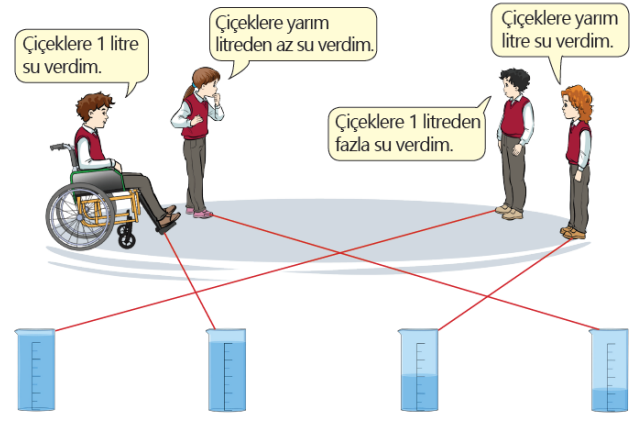 Çiçeklere 1 litre
su verdim.
Çiçeklere yarım
litreden az su verdim.
Çiçeklere yarım
litre su verdim.
Çiçeklere 1 litreden
fazla su verdim.